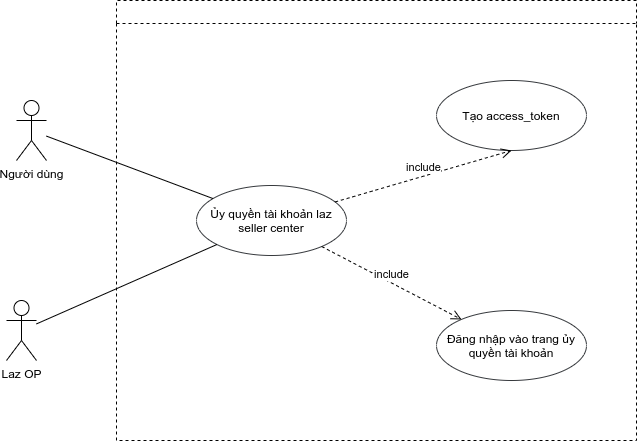 Người dùng
Ủy quyền tài khoản laz
seller center
Tạo access_token
include
include
Đăng nhập vào trang ủy
quyền tài khoản
Laz OP